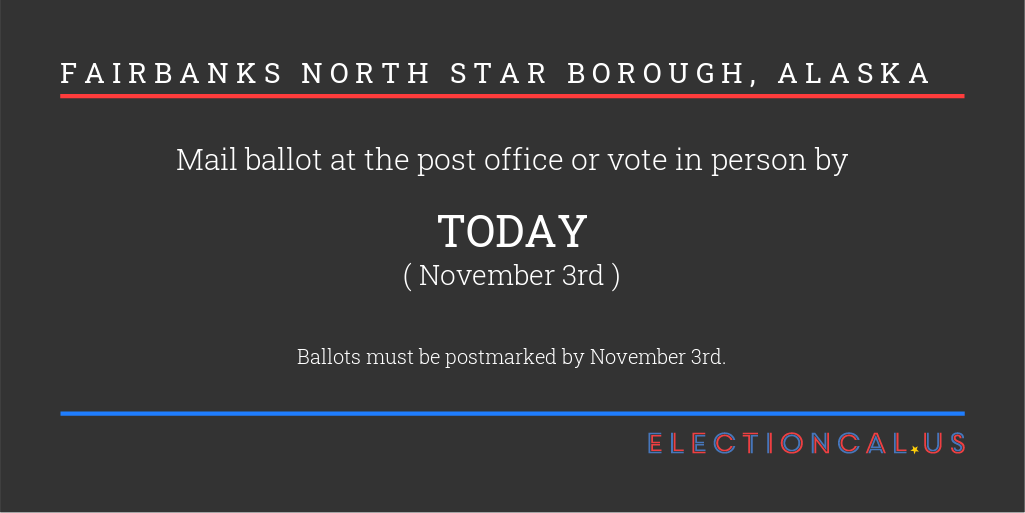 FAIRBANKS NORTH STAR BOROUGH, ALASKA
Mail ballot at the post office or vote in person by
TODAY
( November 3rd )
Ballots must be postmarked by November 3rd.
ELECTIONCAL.US